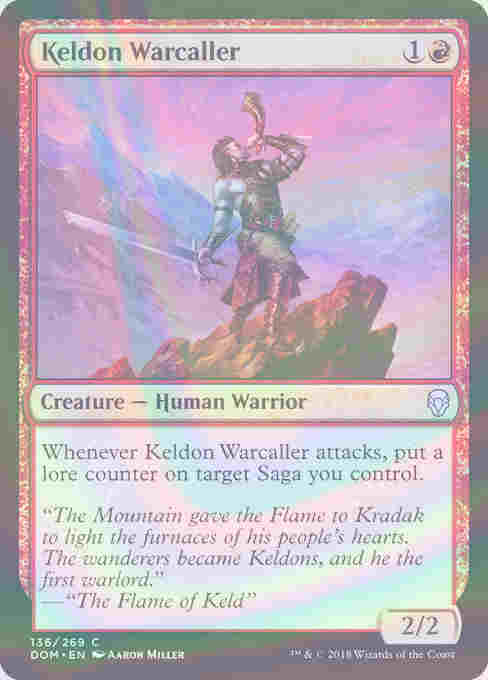 Keldon Warcaller 1
Creature — Human Warrior
Whenever Keldon Warcaller attacks, put a
lore counter on target Saga you control.
“The Mountain gave the Flame to Kradak
to light the furnaces of his people’s hearts.
The wanderers became Keldons, and he the
first warlord.”
—“The Flame of Keld”
2/2
136/269 C
DOM • EN Aaron Miller
™ & © 2018 Wizards of the Coast